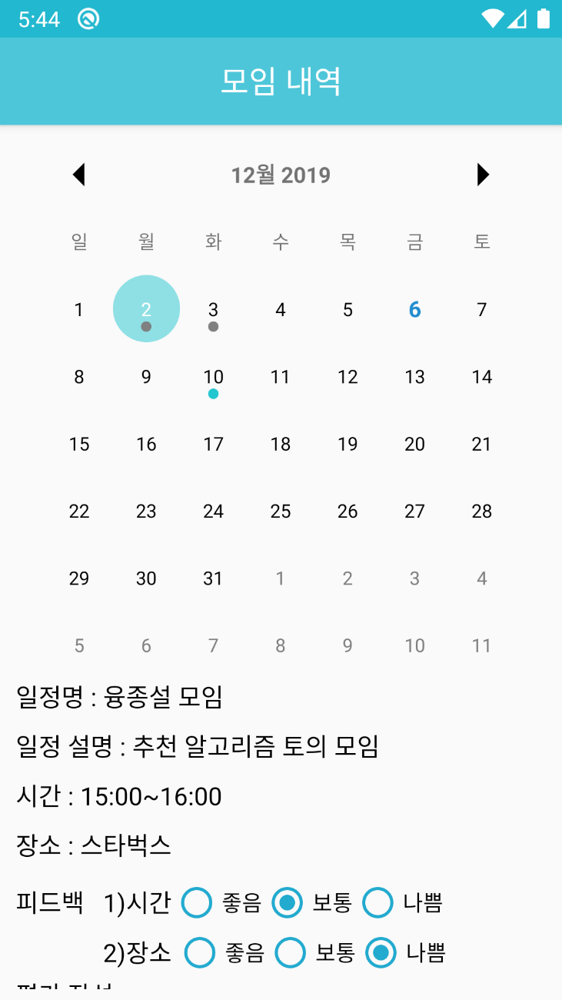 5:44
모임 내역
12월 2019
일 월 화 수 목 금 토
1 2 3 4 5 6 7
8 9 10 11 12 13 14
15 16 17 18 19 20 21
22 23 24 25 26 27 28
29 30 31 1 2 3 4
5 6 7 8 9 10 11
일정명 : 융종설 모임
일정 설명 : 추천 알고리즘 토의 모임
시간 : 15:00~16:00
장소 : 스타벅스
피드백 1)시간 좋음 보통 나쁨
2)장소 좋음 보통 나쁨